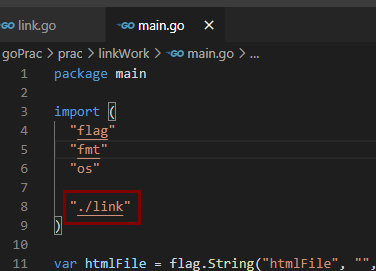 link.go main.go ×
goPrac > prac > linkWork > main.go > ...
1 package main
2
3 import (
4 "flag"
5 "fmt"
6 "os"
7
8 "./link"
9 )
10
11 var htmlFile = flag.String("htmlFile", "",